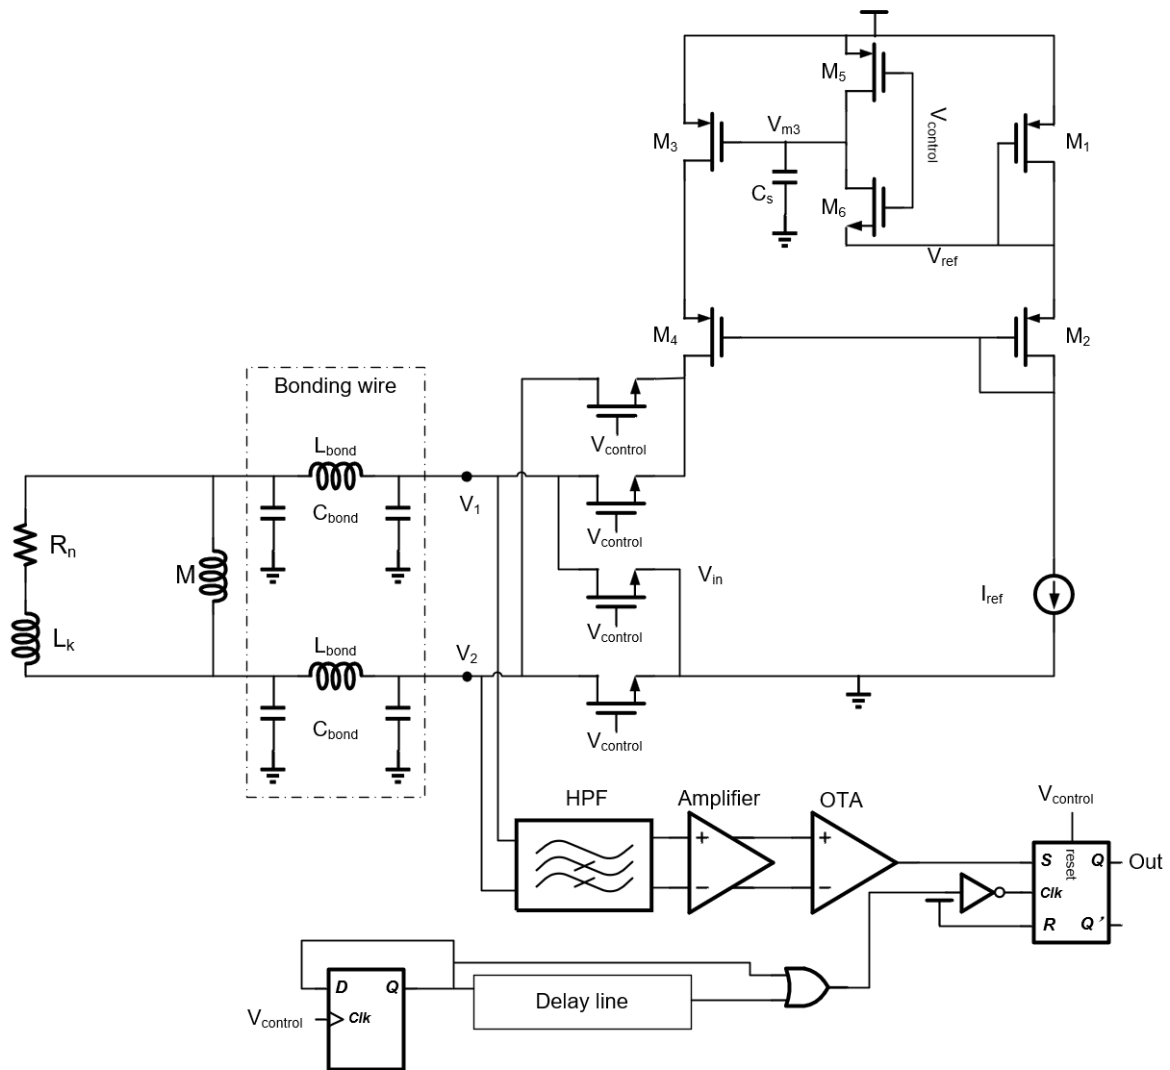 M5
Vcontrol
M3
Vm3
M1
Cs
M6
Vref
M4
M2
Bonding wire
Lbond
Vcontrol
V1
Cbond
Vcontrol
Rn
M
Vin
Iref
Lk
Lbond
Vcontrol
V2
Cbond
Vcontrol
HPF
Amplifier
OTA
Vcontrol
+
−
+
−
S
reset
Q
Out
Clk
R
Q'
D
Q
Delay line
Vcontrol
Clk